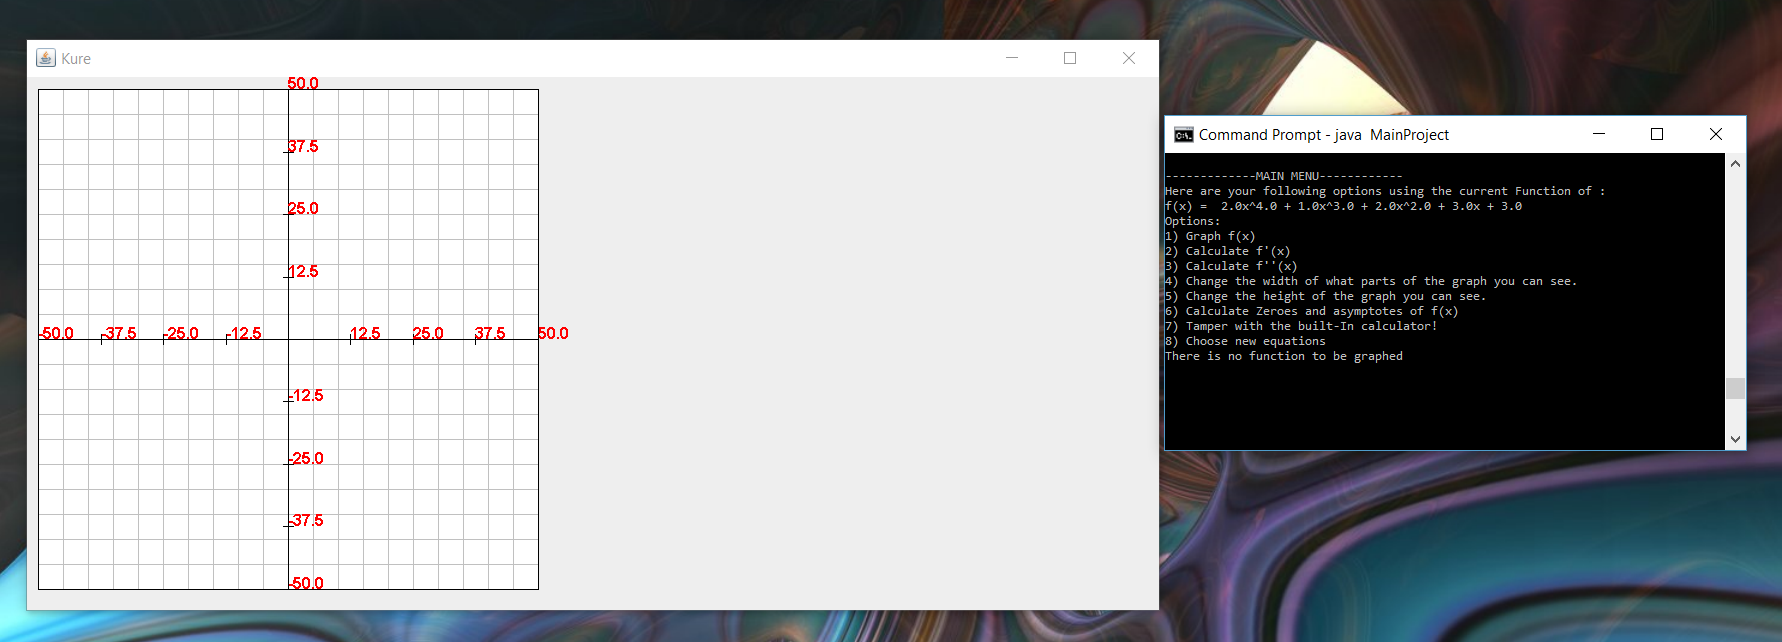 Kure
50.0
37.5
25.0
12.5
-50.0 -37.5 -25.0 -12.5 12.5 25.0 37.5 50.0
-12.5
-25.0
-37.5
-50.0
C:\.
Command Prompt - java  MainProject
-------------MAIN MENU------------
Here are your following options using the current Function of :
f(x) =  2.0x^4.0 + 1.0x^3.0 + 2.0x^2.0 + 3.0x + 3.0
Options:
1) Graph f(x)
2) Calculate f'(x)
3) Calculate f''(x)
4) Change the width of what parts of the graph you can see.
5) Change the height of the graph you can see.
6) Calculate Zeroes and asymptotes of f(x)
7) Tamper with the built-In calculator!
8) Choose new equations
There is no function to be graphed